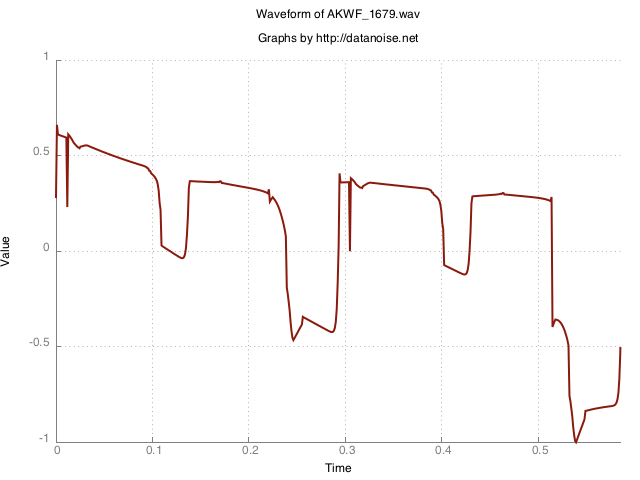 Waveform of AKWF_1679.wav
Graphs by http://datanoise.net
1
0.5
0
-0.5
-1
Value
0 0.1 0.2 0.3 0.4 0.5
Time